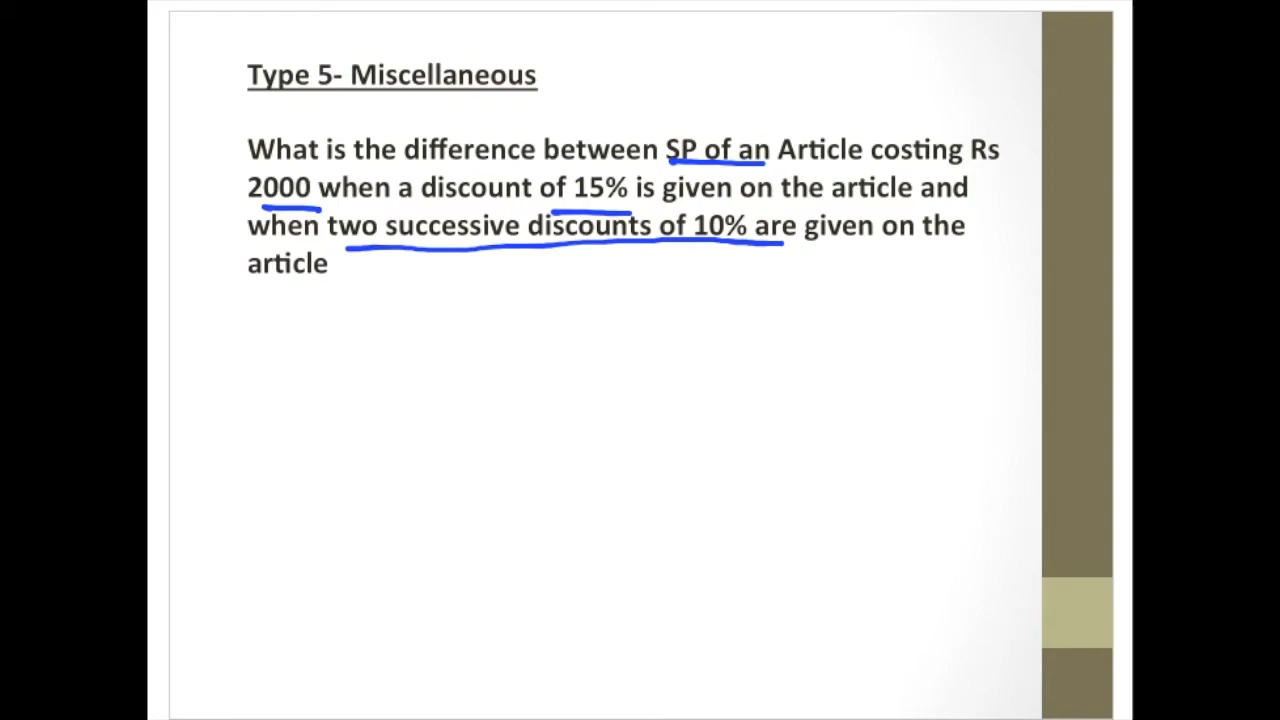 Type 5- Miscellaneous
What is the difference between SP of an Article costing Rs
2000 when a discount of 15% is given on the article and
when two successive discounts of 10% are given on the
article